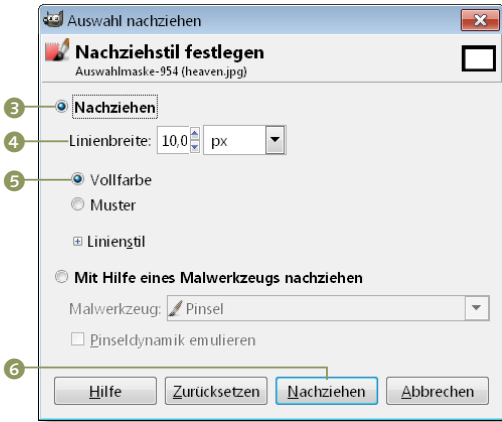 Auswahl nachziehen
Nachziehstil festlegen
Auswahlmaske-954 (heaven.jpg)
3 Nachziehen
4 Linienbreite: 10,0 px
5 Vollfarbe
Muster
Linienstil
Mit Hilfe eines Malwerkzeugs nachziehen
Malwerkzeug: Pinsel
Pinseldynamik emulieren
6
Hilfe Zurücksetzen Nachziehen Abbrechen